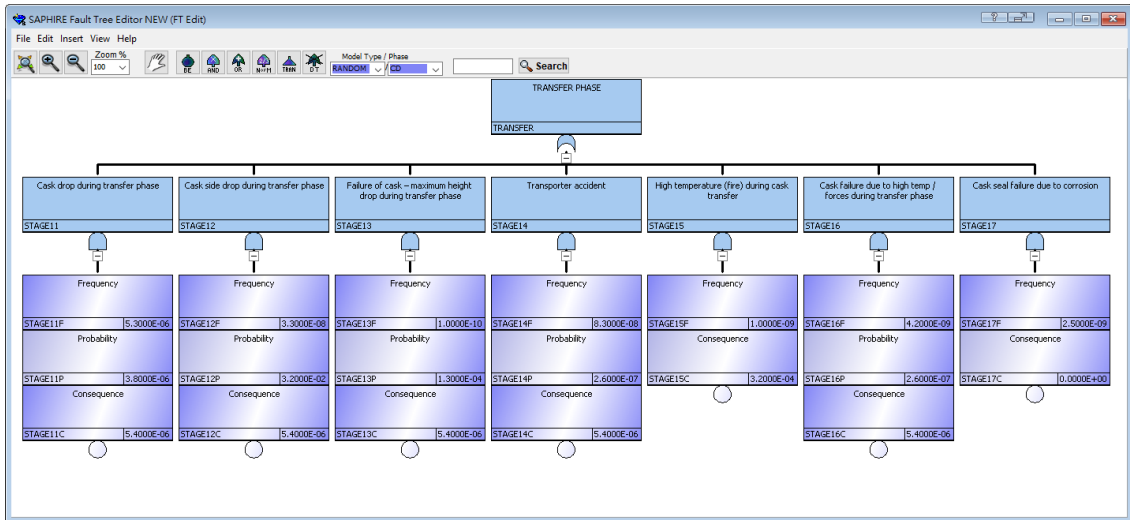 SAPHIRE Fault Tree Editor NEW (FT Edit)
File Edit Insert View Help
Zoom %
100
BE
AND
OR
N/M
TRAN
DT
Model Type / Phase
RANDOM / CD
Search
TRANSFER PHASE
TRANSFER
Cask drop during transfer phase
STAGE11
Cask side drop during transfer phase
STAGE12
Failure of cask – maximum height
drop during transfer phase
STAGE13
Transporter accident
STAGE14
High temperature (fire) during cask
transfer
STAGE15
Cask failure due to high temp /
forces during transfer phase
STAGE16
Cask seal failure due to corrosion
STAGE17
Frequency
STAGE11F 5.3000E-06
Probability
STAGE11P 3.8000E-06
Consequence
STAGE11C 5.4000E-06
Frequency
STAGE12F 3.3000E-08
Probability
STAGE12P 3.2000E-02
Consequence
STAGE12C 5.4000E-06
Frequency
STAGE13F 1.0000E-10
Probability
STAGE13P 1.3000E-04
Consequence
STAGE13C 5.4000E-06
Frequency
STAGE14F 8.3000E-08
Probability
STAGE14P 2.6000E-07
Consequence
STAGE14C 5.4000E-06
Frequency
STAGE15F 1.0000E-09
Consequence
STAGE15C 3.2000E-04
Frequency
STAGE16F 4.2000E-09
Probability
STAGE16P 2.6000E-07
Consequence
STAGE16C 5.4000E-06
Frequency
STAGE17F 2.5000E-09
Consequence
STAGE17C 0.0000E+00